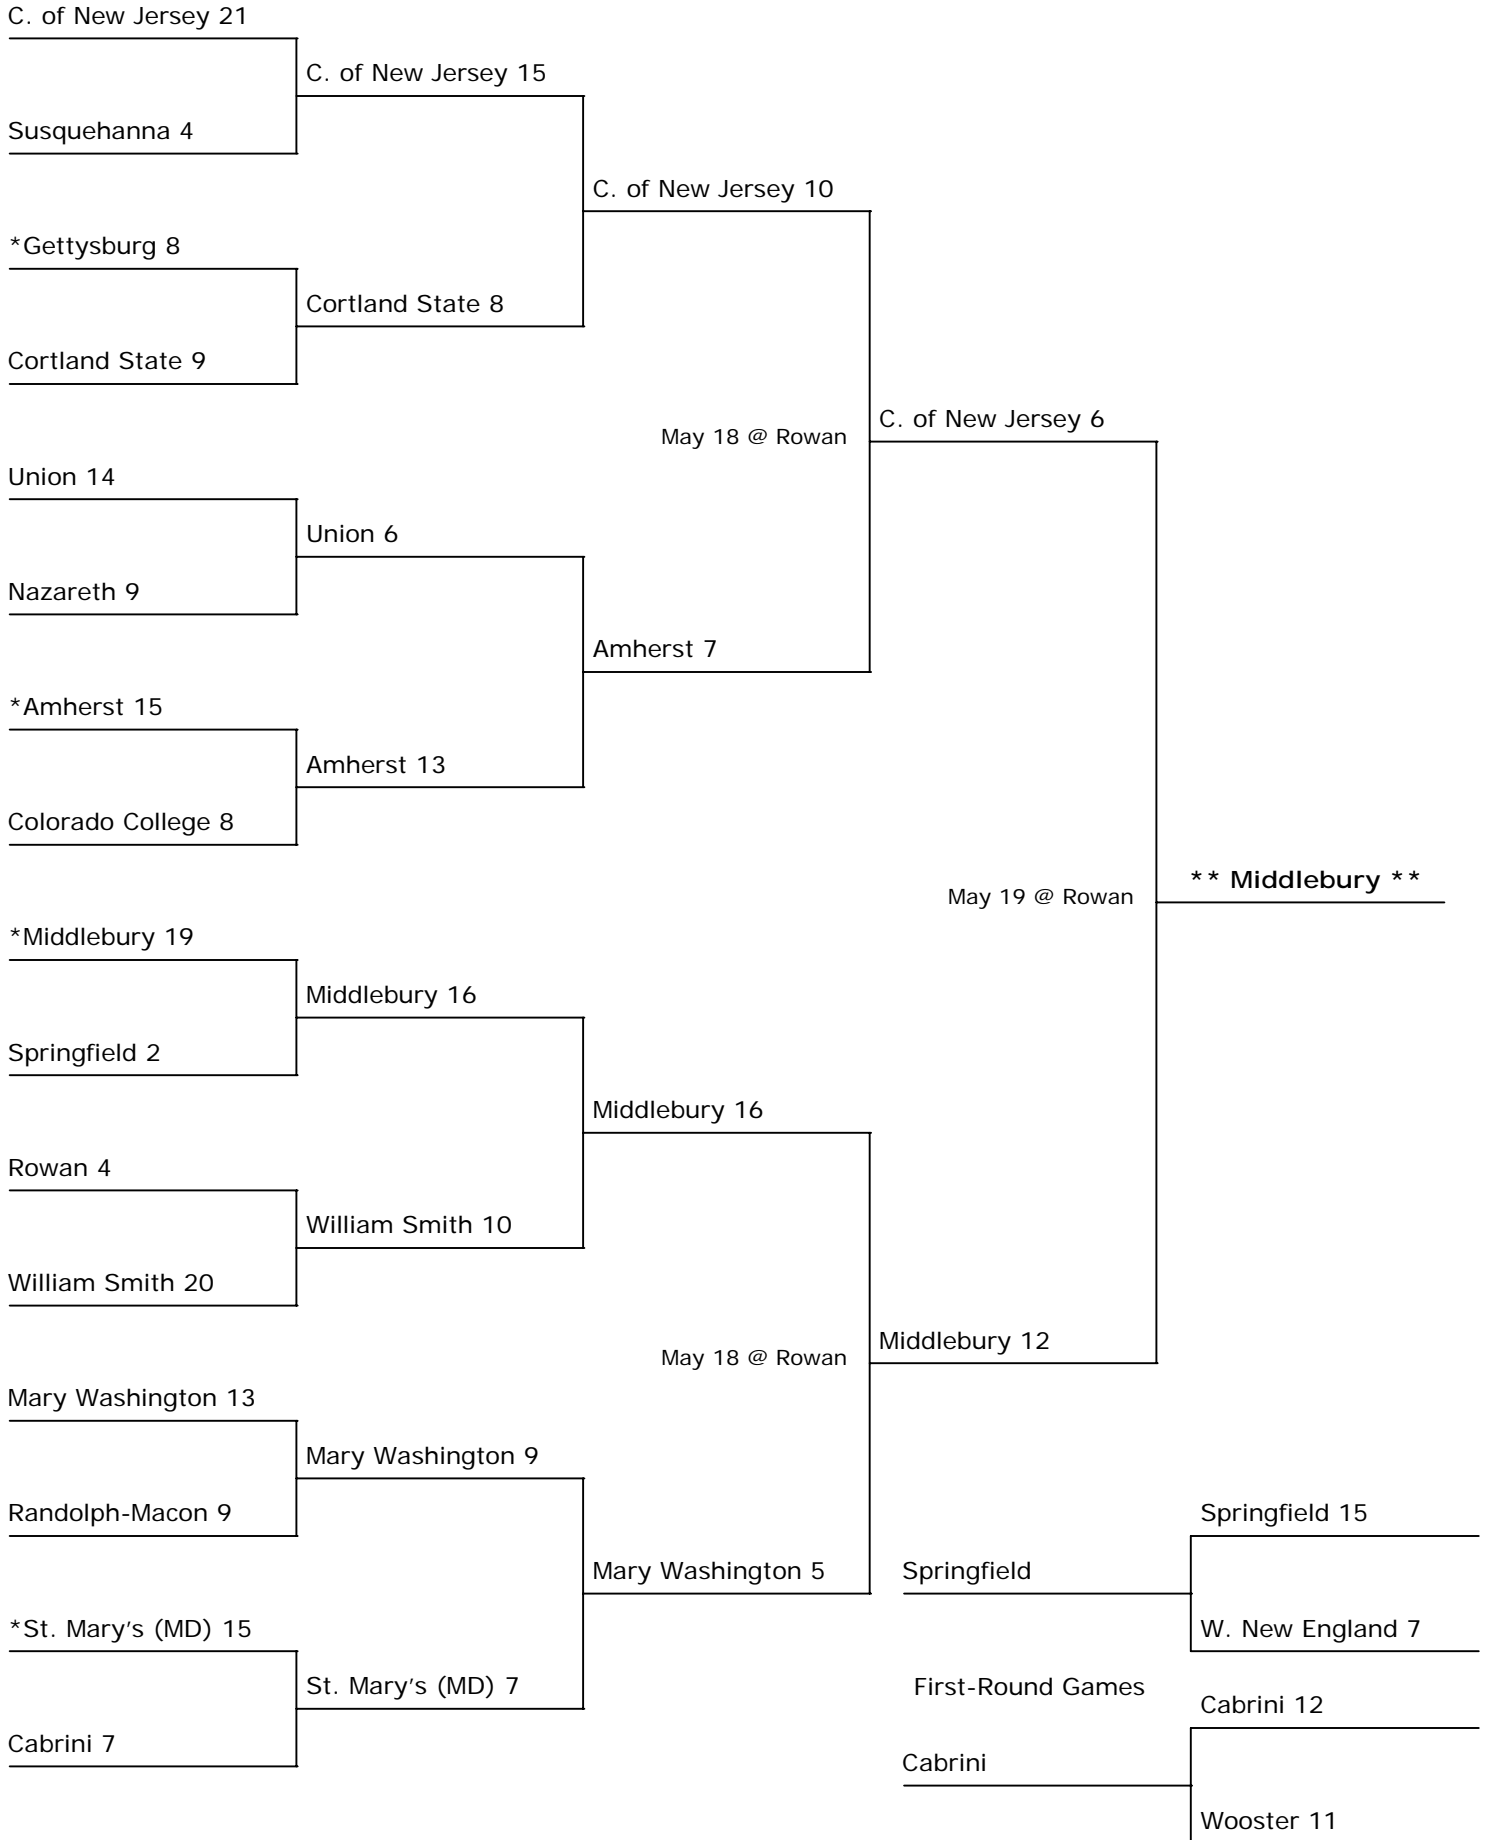 C. of New Jersey 21
C. of New Jersey 15
Susquehanna 4
C. of New Jersey 10
*Gettysburg 8
Cortland State 8
Cortland State 9
C. of New Jersey 6
May 18 @ Rowan
Union 14
Union 6
Nazareth 9
Amherst 7
*Amherst 15
Amherst 13
Colorado College 8
** Middlebury **
May 19 @ Rowan
*Middlebury 19
Middlebury 16
Springfield 2
Middlebury 16
Rowan 4
William Smith 10
William Smith 20
Middlebury 12
May 18 @ Rowan
Mary Washington 13
Mary Washington 9
Randolph-Macon 9
Springfield 15
Mary Washington 5
Springfield
*St. Mary's (MD) 15
W. New England 7
St. Mary's (MD) 7
First-Round Games
Cabrini 12
Cabrini 7
Cabrini
Wooster 11